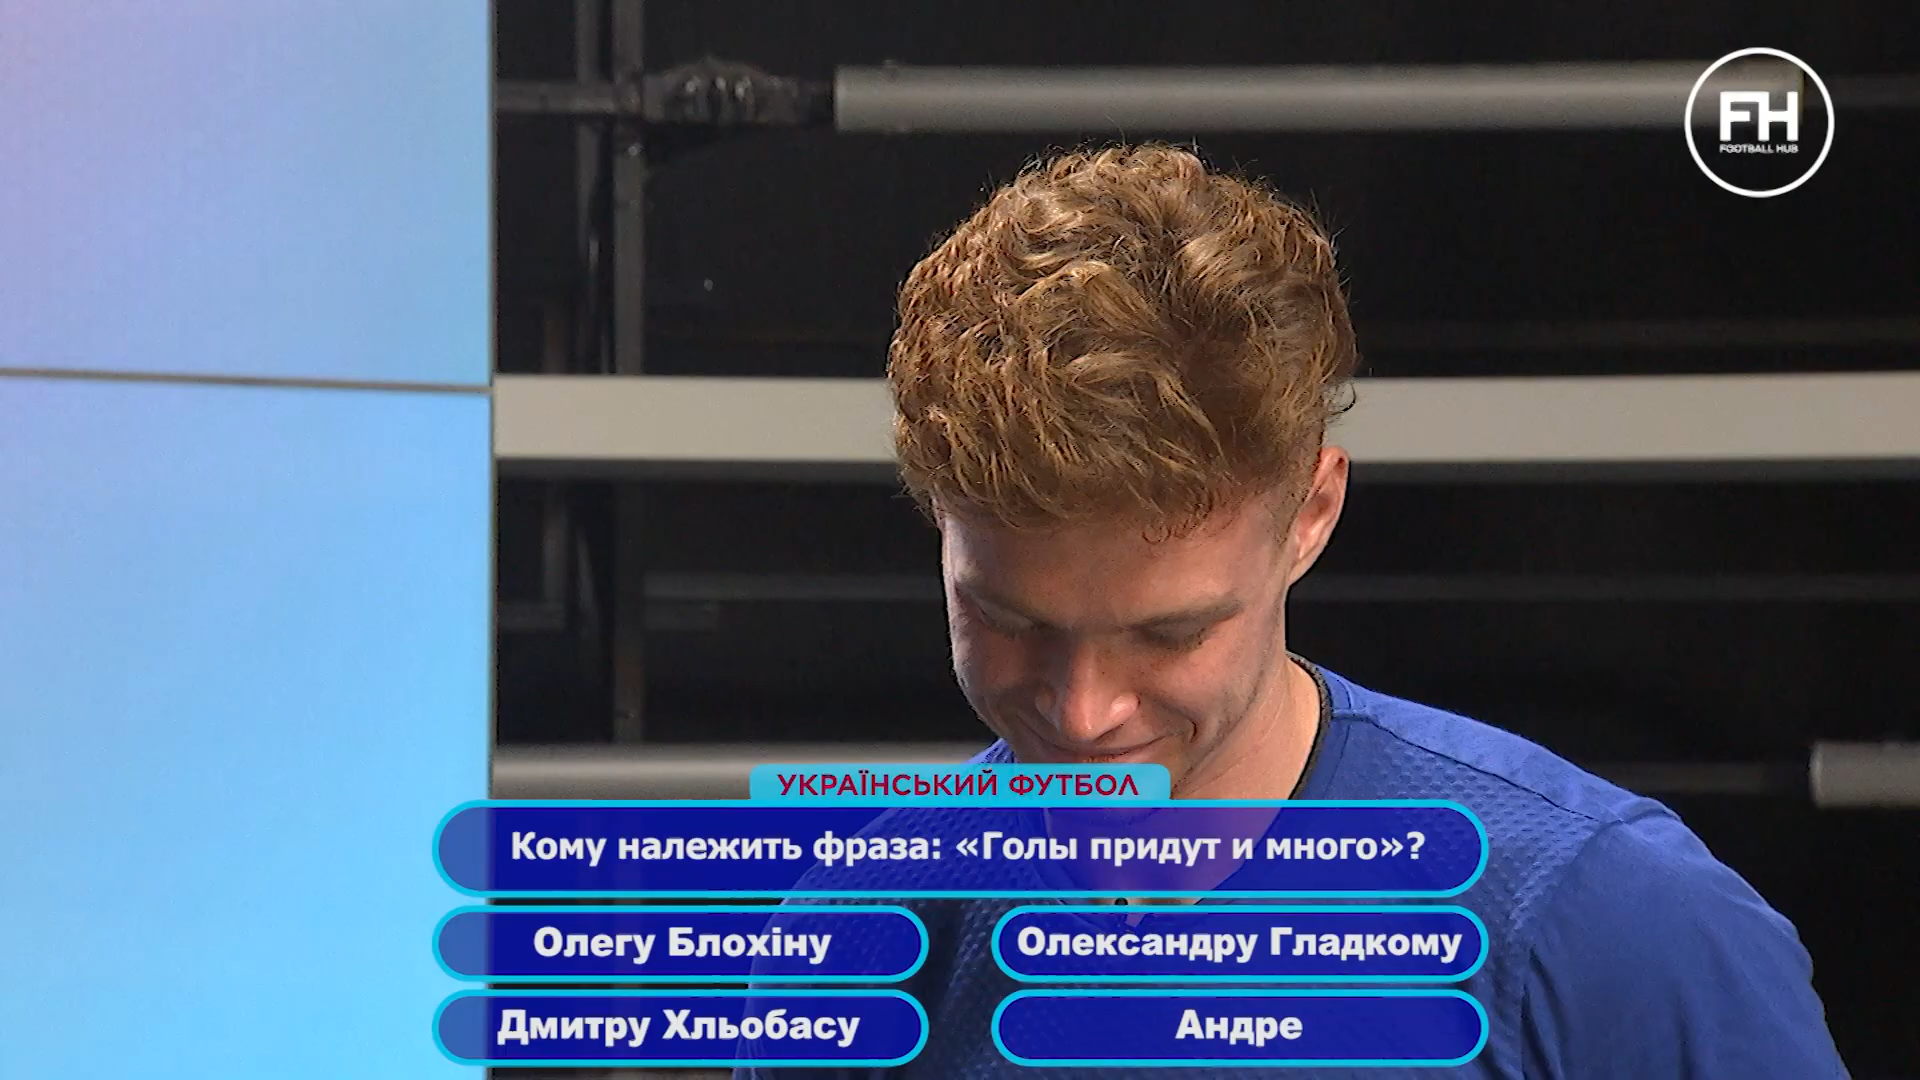 FH
FOOTBALL HUB
УКРАЇНСЬКИЙ ФУТБОЛ
Кому належить фраза: «Голы придут и много»?
Олегу Блохіну
Олександру Гладкому
Дмитру Хльобасу
Андре